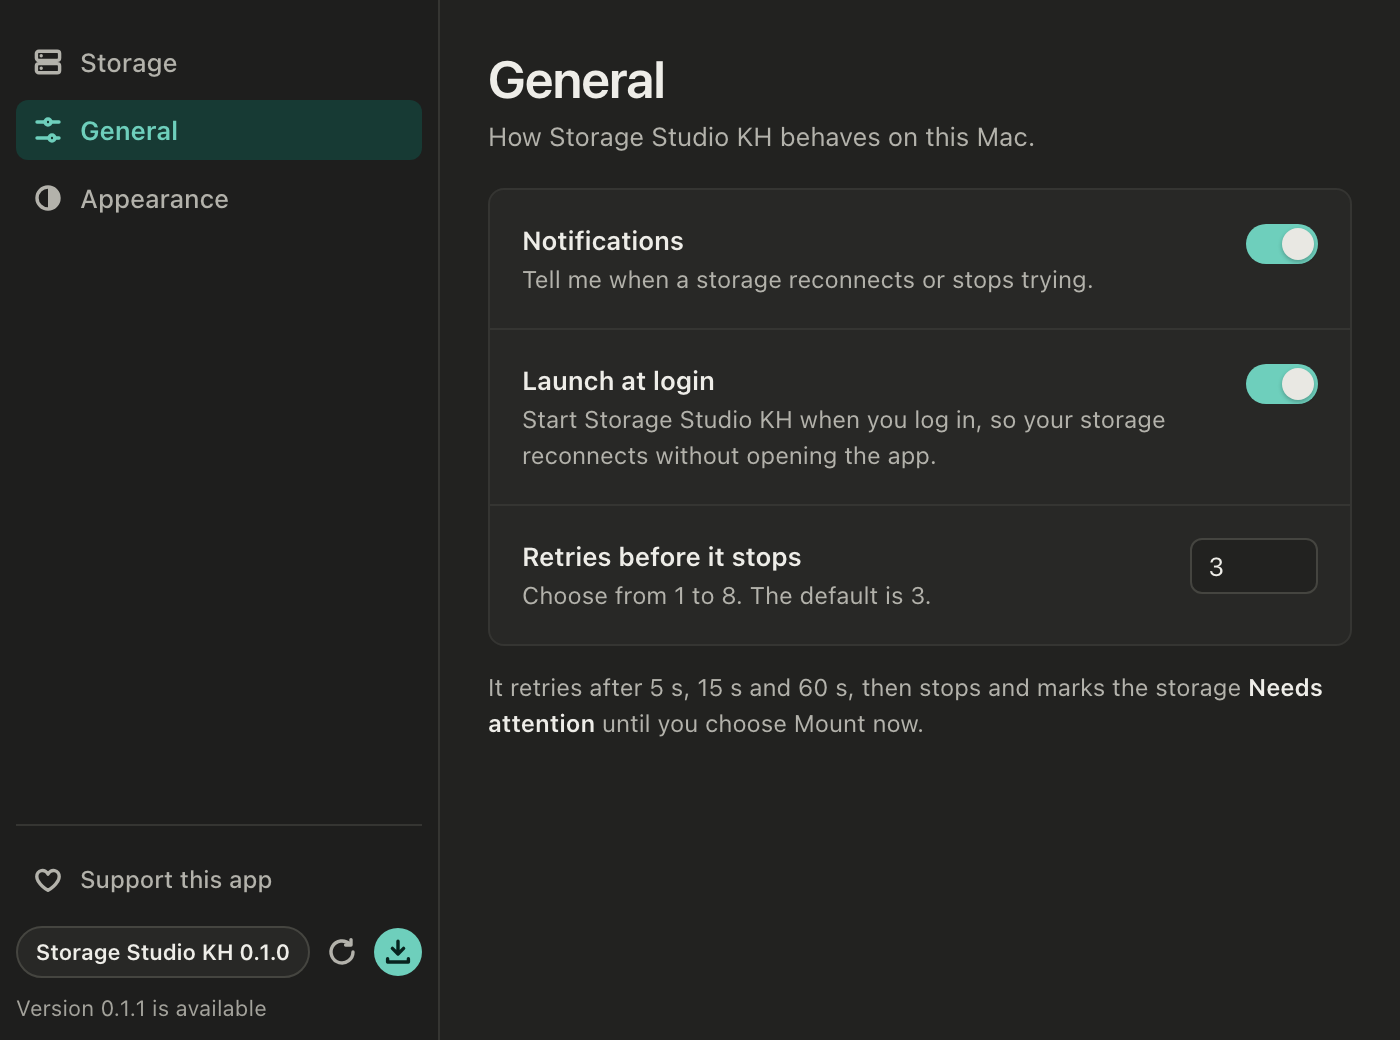 Storage
General
Appearance
Support this app
Storage Studio KH 0.1.0
Version 0.1.1 is available
General
How Storage Studio KH behaves on this Mac.
Notifications
Tell me when a storage reconnects or stops trying.
Launch at login
Start Storage Studio KH when you log in, so your storage
reconnects without opening the app.
Retries before it stops
Choose from 1 to 8. The default is 3.
3
It retries after 5 s, 15 s and 60 s, then stops and marks the storage Needs
attention until you choose Mount now.